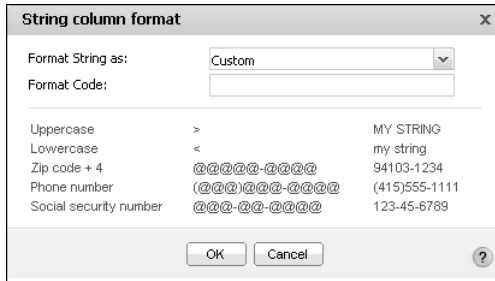 String column format x
Format String as: Custom
Format Code:
Uppercase > MY STRING
Lowercase < my string
Zip code + 4 @@@@@-@@@@ 94103-1234
Phone number (@@@)@@@-@@@@ (415)555-1111
Social security number @@@-@@-@@@@ 123-45-6789
OK Cancel ?